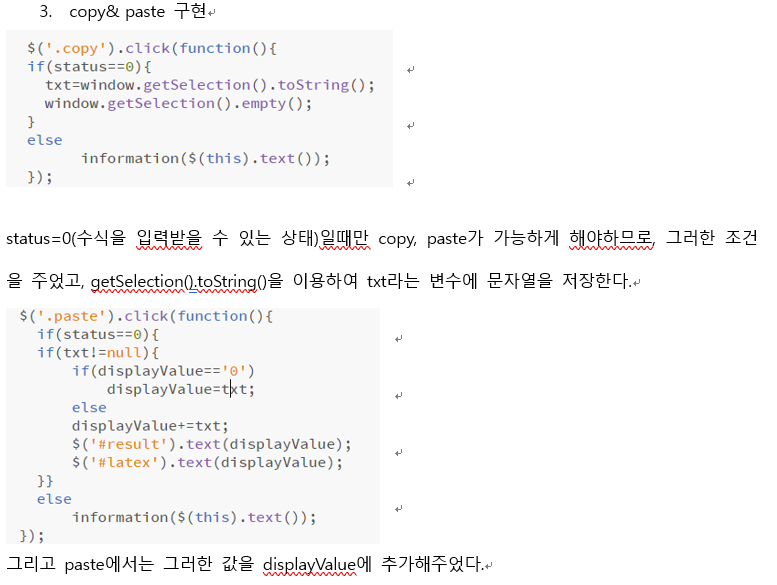 3. copy& paste 구현
$('.copy').click(function(){
if(status==0){
txt=window.getSelection().toString();
window.getSelection().empty();
}
else
information($(this).text());
});
status=0(수식을 입력받을 수 있는 상태)일때만 copy, paste가 가능하게 해야하므로, 그러한 조건
을 주었고, getSelection().toString()을 이용하여 txt라는 변수에 문자열을 저장한다.
$('.paste').click(function(){
if(status==0){
if(txt!=null){
if(displayValue=='0')
displayValue=txt;
else
displayValue+=txt;
$('#result').text(displayValue);
$('#latex').text(displayValue);
}}
else
information($(this).text());
});
그리고 paste에서는 그러한 값을 displayValue에 추가해주었다.